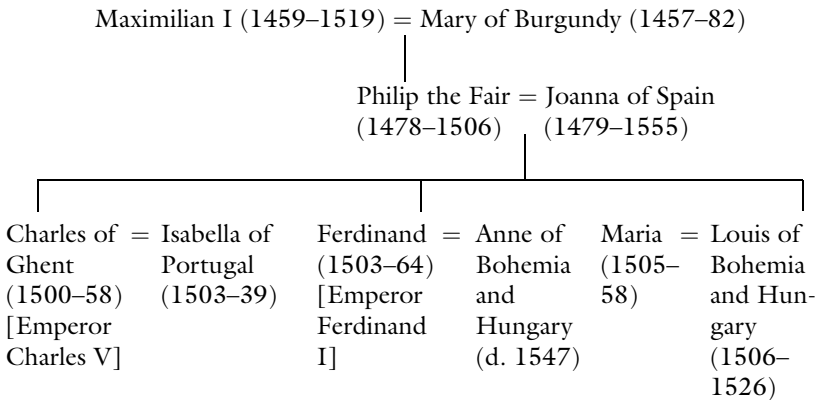 Maximilian I (1459–1519) = Mary of Burgundy (1457–82)
Philip the Fair = Joanna of Spain
(1478–1506) (1479–1555)
Charles of = Isabella of
Ghent Portugal
(1500–58) (1503–39)
[Emperor
Charles V]
Ferdinand = Anne of
(1503–64) Bohemia
[Emperor and
Ferdinand Hungary
I] (d. 1547)
Maria = Louis of
(1505– Bohemia
58) and Hun-
gary
(1506–
1526)